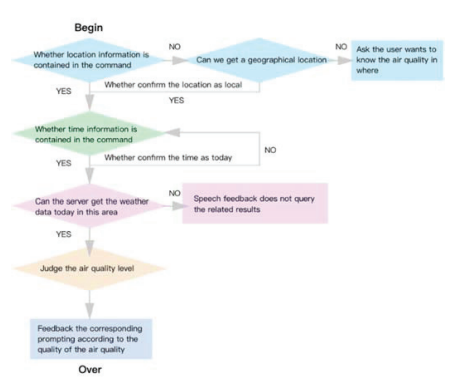 Begin
Whether location information is
contained in the command
NO
Can we get a geographical location
NO
Ask the user wants to
know the air quality in
where
YES
Whether confirm the location as local
YES
Whether time information is
contained in the command
NO
YES
Whether confirm the time as today
Can the server get the weather
data today in this area
NO
Speech feedback does not query
the related results
YES
Judge the air quality level
Feedback the corresponding
prompting according to the
quality of the air quality
Over